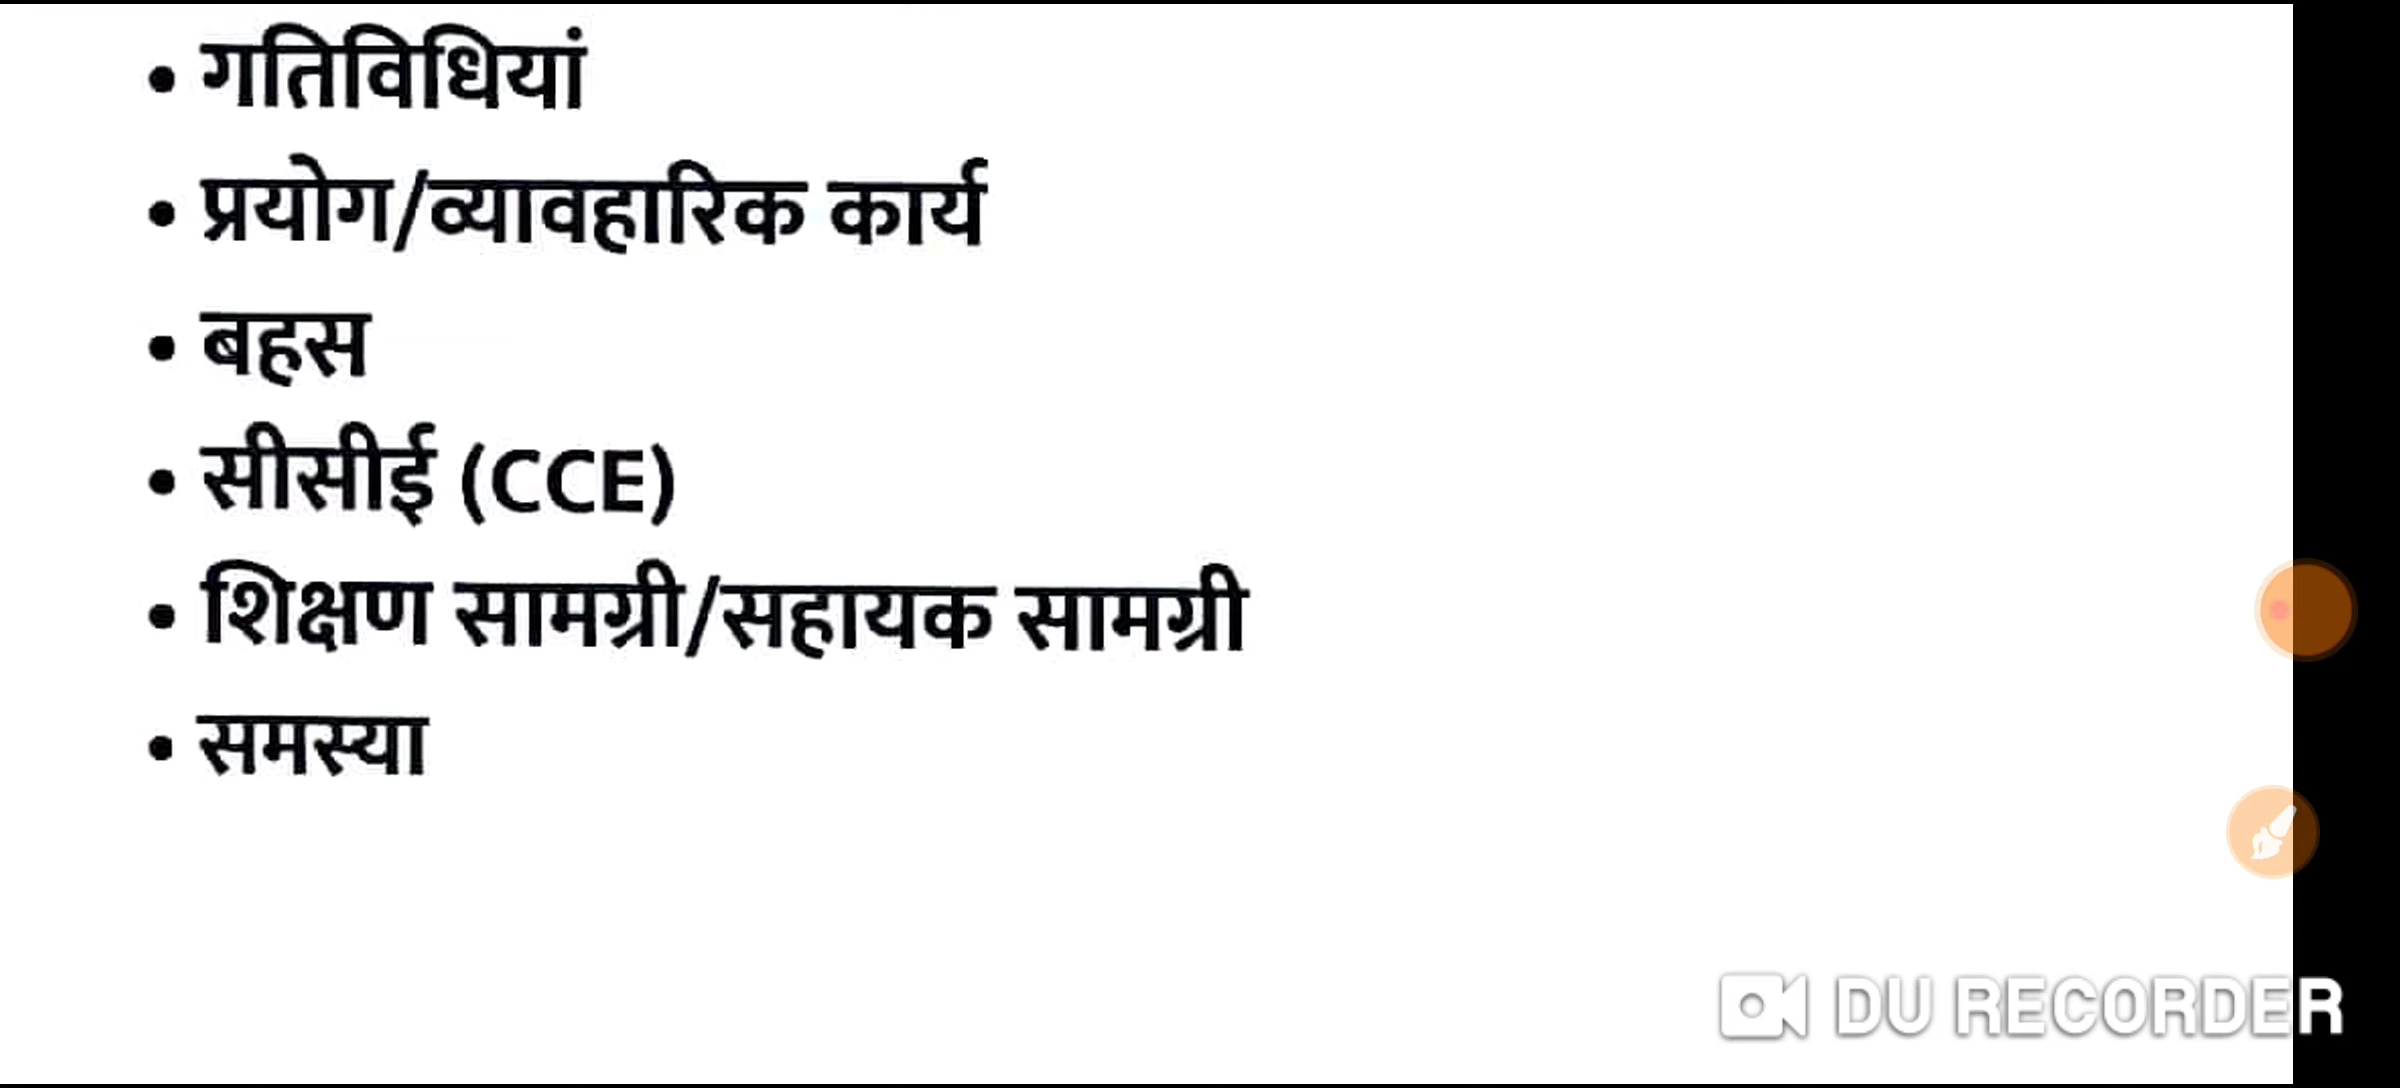 • गतिविधियां
• प्रयोग/व्यावहारिक कार्य
• बहस
• सीसीई (CCE)
• शिक्षण सामग्री/सहायक सामग्री
• समस्या
DU RECORDER